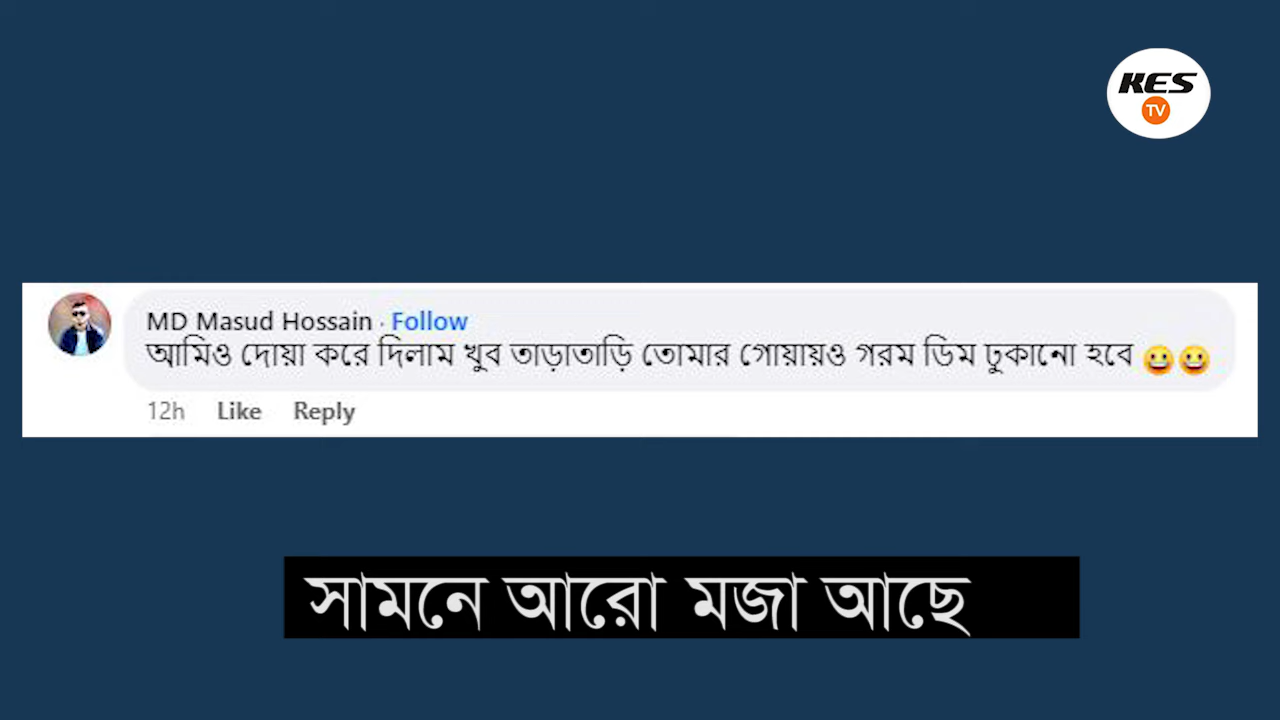 KES
TV
MD Masud Hossain · Follow
আমিও দোয়া করে দিলাম খুব তাড়াতাড়ি তোমার গোয়ায়ও গরম ডিম ঢুকানো হবে 😀😀
12h Like Reply
সামনে আরো মজা আছে